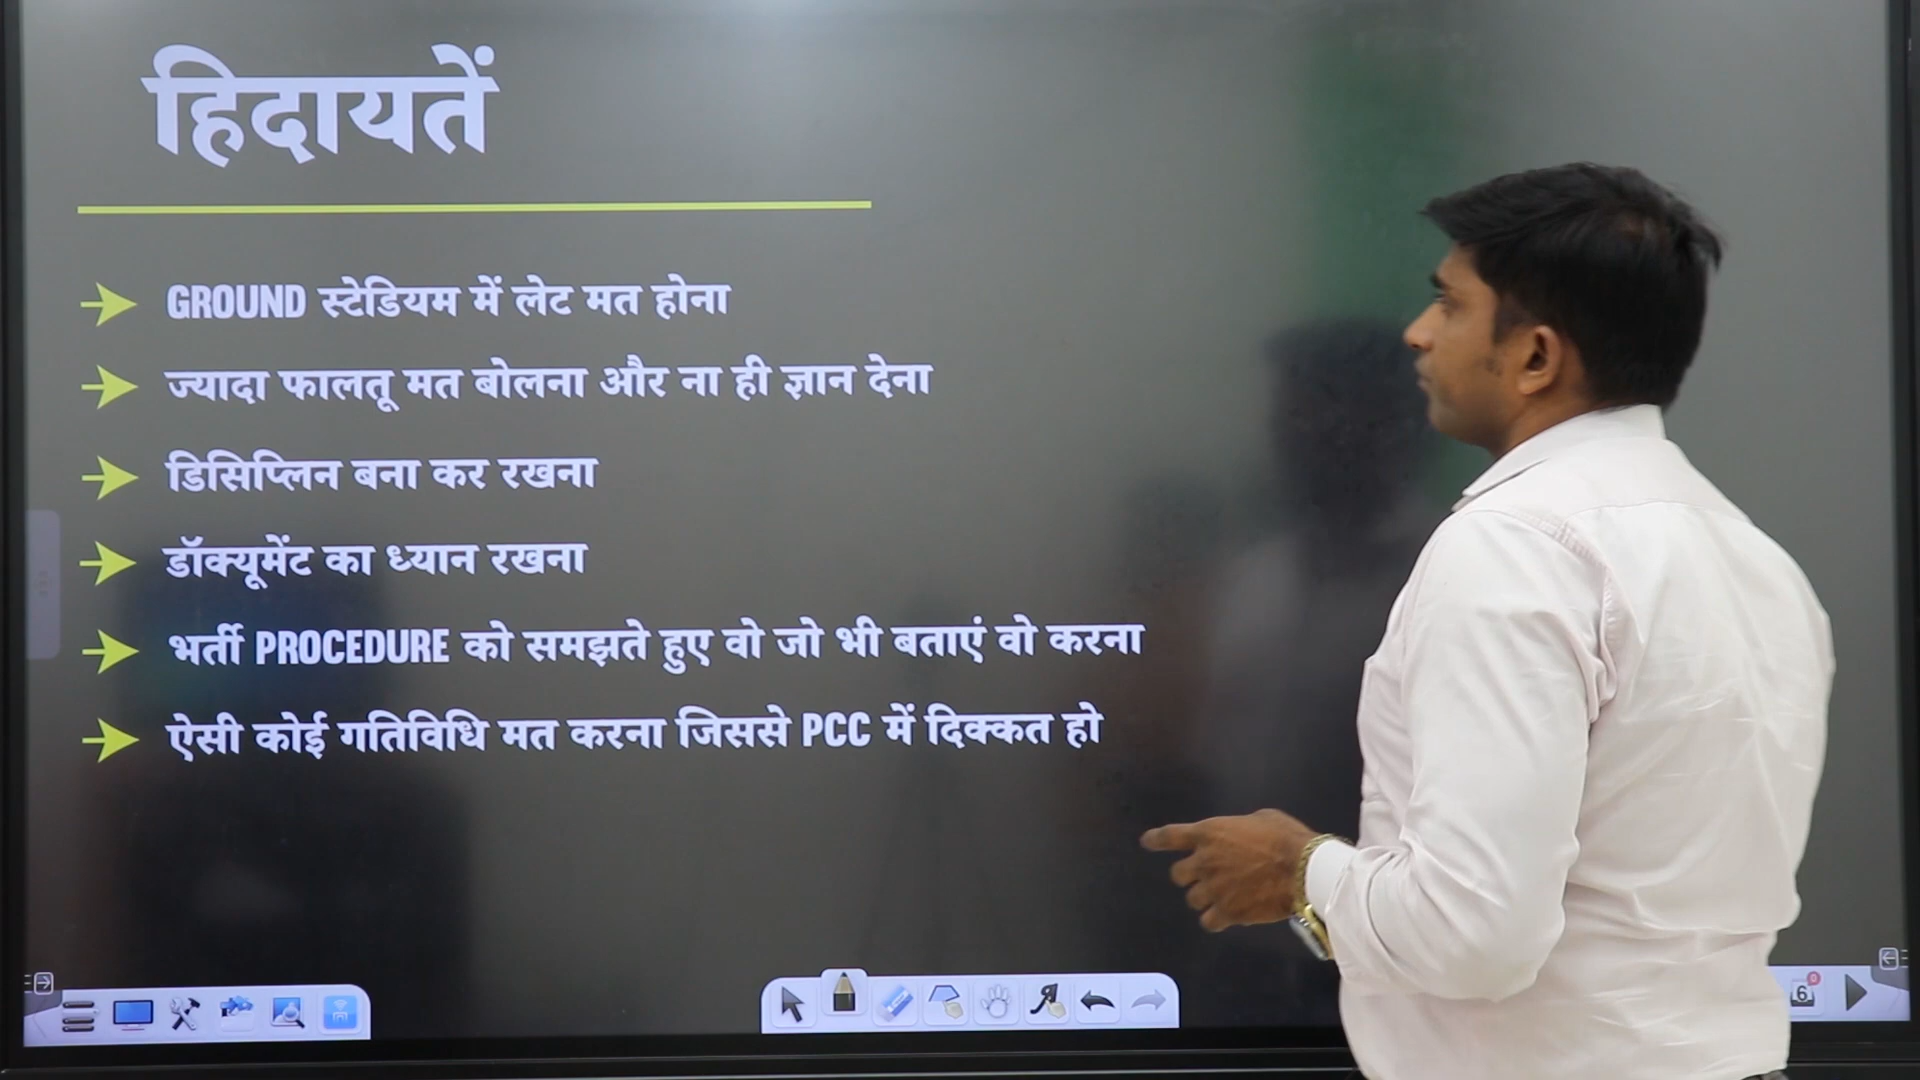 हिदायतें
GROUND स्टेडियम में लेट मत होना
ज्यादा फालतू मत बोलना और ना ही ज्ञान देना
डिसिप्लिन बना कर रखना
डॉक्यूमेंट का ध्यान रखना
भर्ती PROCEDURE को समझते हुए वो जो भी बताएं वो करना
ऐसी कोई गतिविधि मत करना जिससे PCC में दिक्कत हो
6
0